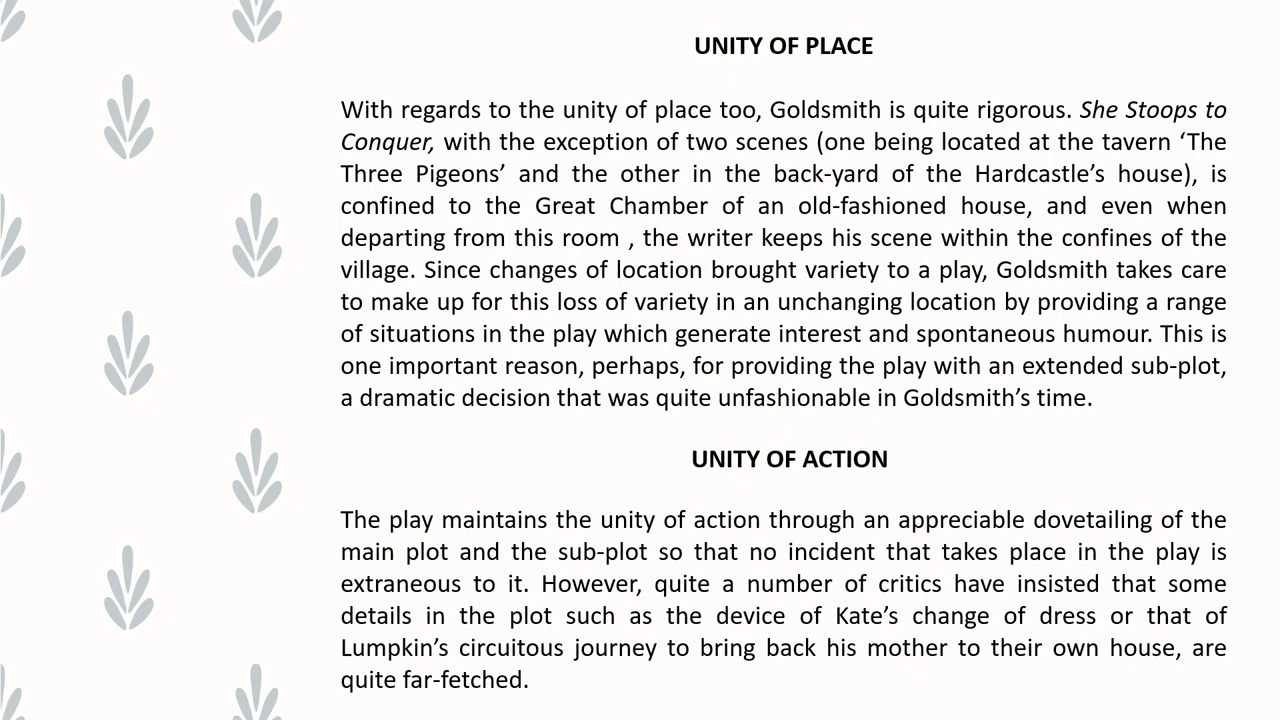 UNITY OF PLACE
With regards to the unity of place too, Goldsmith is quite rigorous. She Stoops to
Conquer, with the exception of two scenes (one being located at the tavern ‘The
Three Pigeons’ and the other in the back-yard of the Hardcastle’s house), is
confined to the Great Chamber of an old-fashioned house, and even when
departing from this room , the writer keeps his scene within the confines of the
village. Since changes of location brought variety to a play, Goldsmith takes care
to make up for this loss of variety in an unchanging location by providing a range
of situations in the play which generate interest and spontaneous humour. This is
one important reason, perhaps, for providing the play with an extended sub-plot,
a dramatic decision that was quite unfashionable in Goldsmith’s time.
UNITY OF ACTION
The play maintains the unity of action through an appreciable dovetailing of the
main plot and the sub-plot so that no incident that takes place in the play is
extraneous to it. However, quite a number of critics have insisted that some
details in the plot such as the device of Kate’s change of dress or that of
Lumpkin’s circuitous journey to bring back his mother to their own house, are
quite far-fetched.